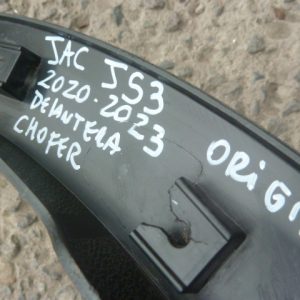 JAC JS3
2020-2023
DELANTERA
CHOFER
ORIGI